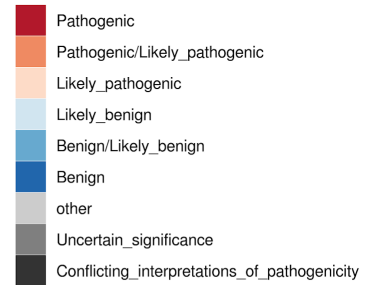 Pathogenic
Pathogenic/Likely_pathogenic
Likely_pathogenic
Likely_benign
Benign/Likely_benign
Benign
other
Uncertain_significance
Conflicting_interpretations_of_pathogenicity